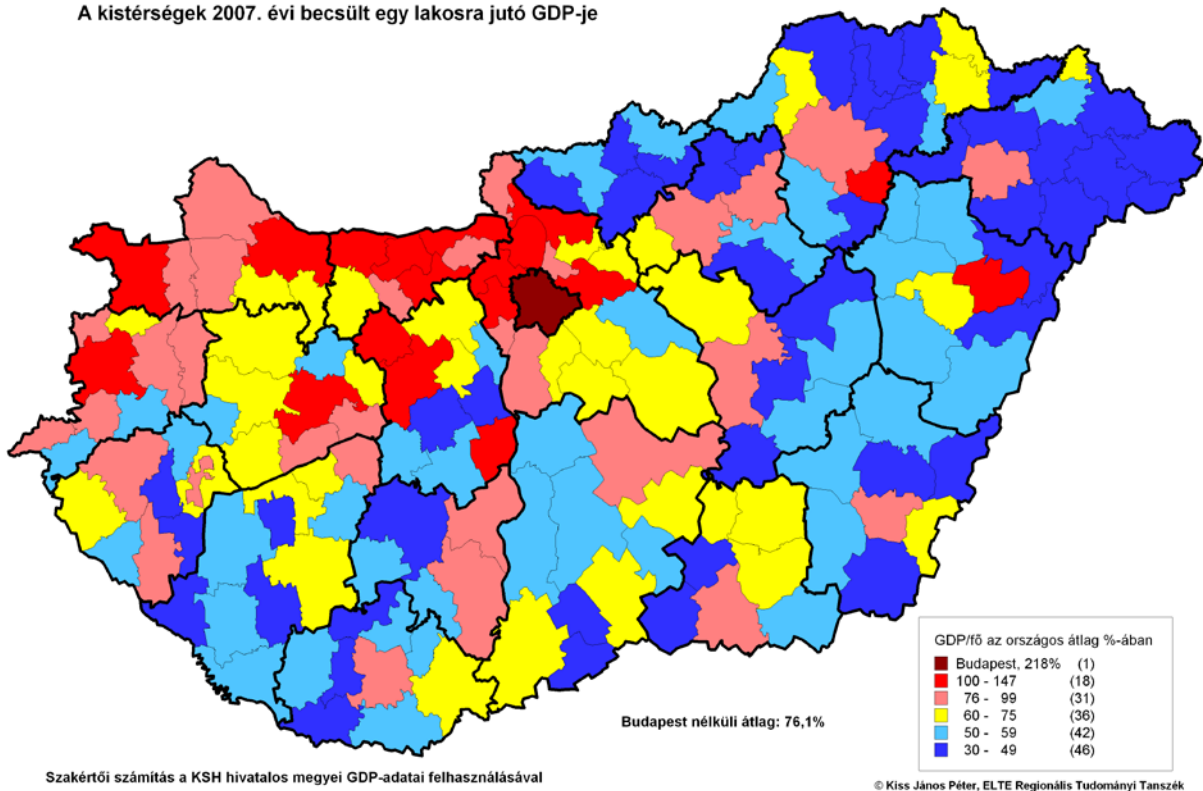 A kistérségek 2007. évi becsült egy lakosra jutó GDP-je
GDP/fő az országos átlag %-ában
Budapest, 218% (1)
100 - 147 (18)
76 - 99 (31)
60 - 75 (36)
50 - 59 (42)
30 - 49 (46)
Budapest nélküli átlag: 76,1%
Szakértői számítás a KSH hivatalos megyei GDP-adatai felhasználásával
© Kiss János Péter, ELTE Regionális Tudományi Tanszék